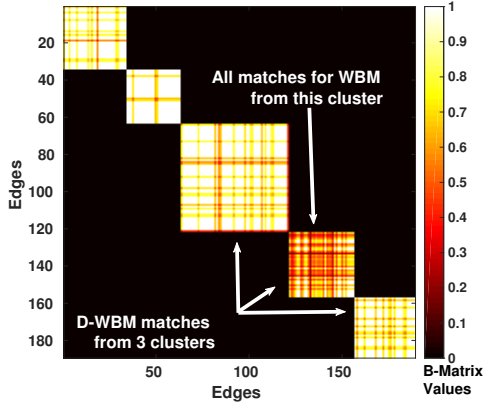 20
40
60
80
100
120
140
160
180
Edges
50
100
150
Edges
All matches for WBM
from this cluster
D-WBM matches
from 3 clusters
1
0.9
0.8
0.7
0.6
0.5
0.4
0.3
0.2
0.1
0
B-Matrix
Values